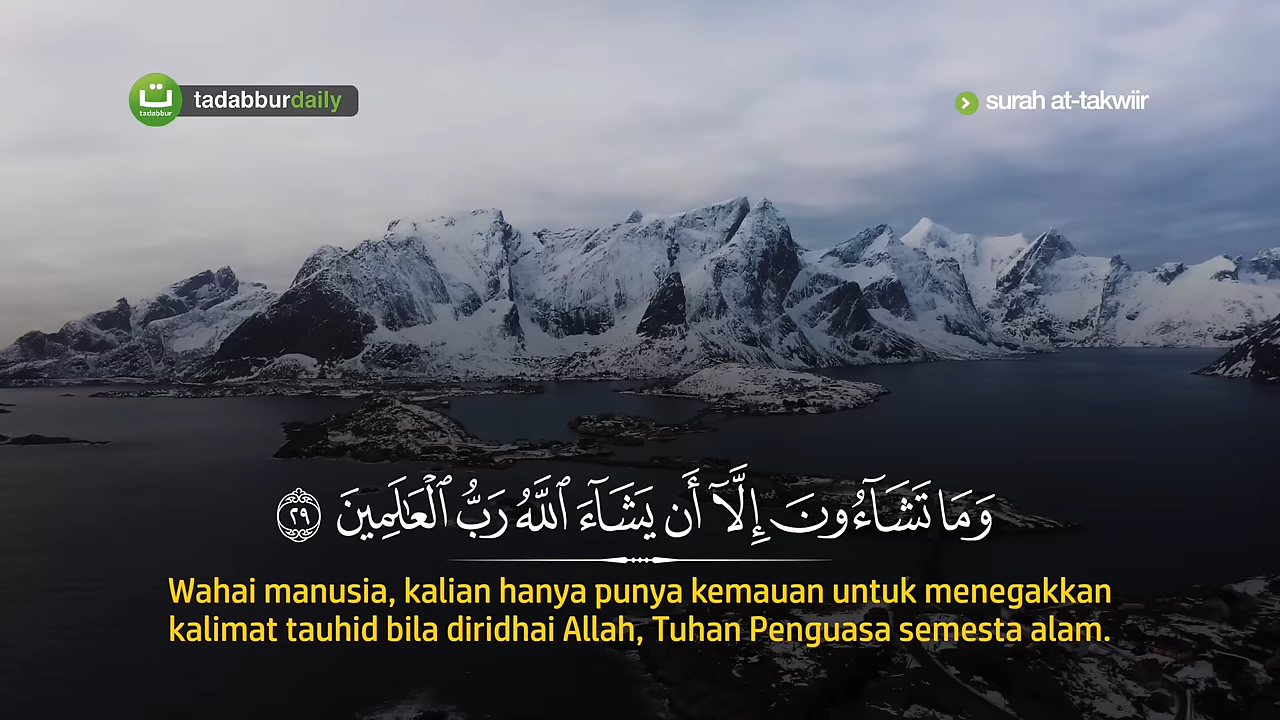 ت
tadabbur
tadabburdaily
surah at-takwiir
وَمَا تَشَآءُونَ إِلَّآ أَن يَشَآءَ ٱللَّهُ رَبُّ ٱلْعَٰلَمِينَ ٢٩
Wahai manusia, kalian hanya punya kemauan untuk menegakkan
kalimat tauhid bila diridhai Allah, Tuhan Penguasa semesta alam.